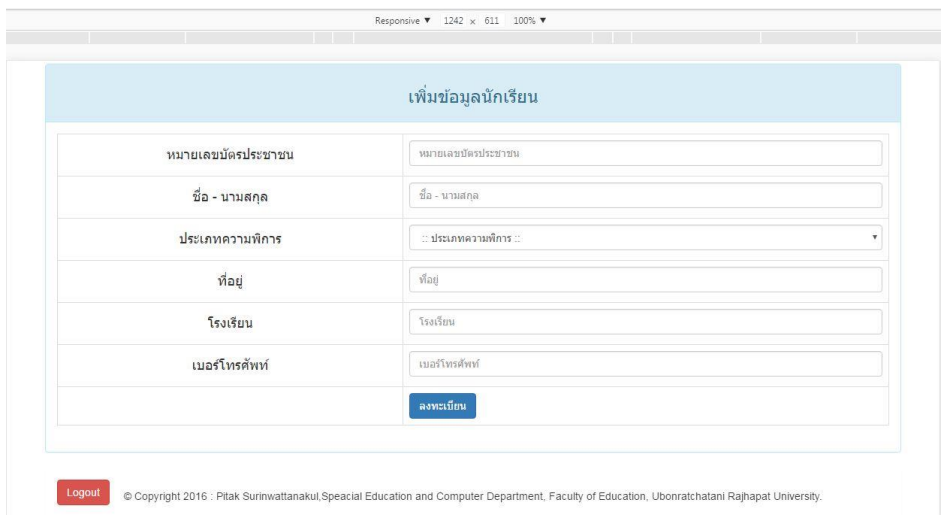 Responsive ▼ 1242 × 611 100% ▼
เพิ่มข้อมูลนักเรียน
หมายเลขบัตรประชาชน หมายเลขบัตรประชาชน
ชื่อ - นามสกุล ชื่อ - นามสกุล
ประเภทความพิการ :: ประเภทความพิการ ::
ที่อยู่ ที่อยู่
โรงเรียน โรงเรียน
เบอร์โทรศัพท์ เบอร์โทรศัพท์
ลงทะเบียน
Logout © Copyright 2016 : Pitak Surinwattanakul,Speacial Education and Computer Department, Faculty of Education, Ubonratchatani Rajhapat University.